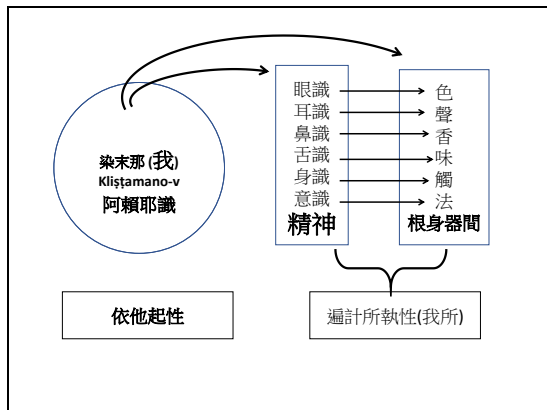 染末那 (我)
Kliṣṭamano-v
阿賴耶識
眼識
耳識
鼻識
舌識
身識
意識
精神
色
聲
香
味
觸
法
根身器間
依他起性
遍計所執性(我所)